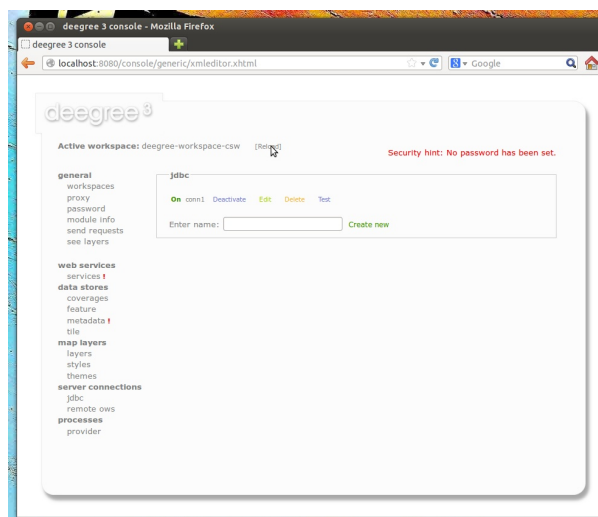 deegree 3 console - Mozilla Firefox
deegree 3 console
localhost:8080/console/generic/xmleditor.xhtml
Google
deegree 3
Active workspace: deegree-workspace-csw [Reload]
Security hint: No password has been set.
general
workspaces
proxy
password
module info
send requests
see layers
web services
services !
data stores
coverages
feature
metadata !
tile
map layers
layers
styles
themes
server connections
jdbc
remote ows
processes
provider
jdbc
On conn1 Deactivate Edit Delete Test
Enter name: Create new